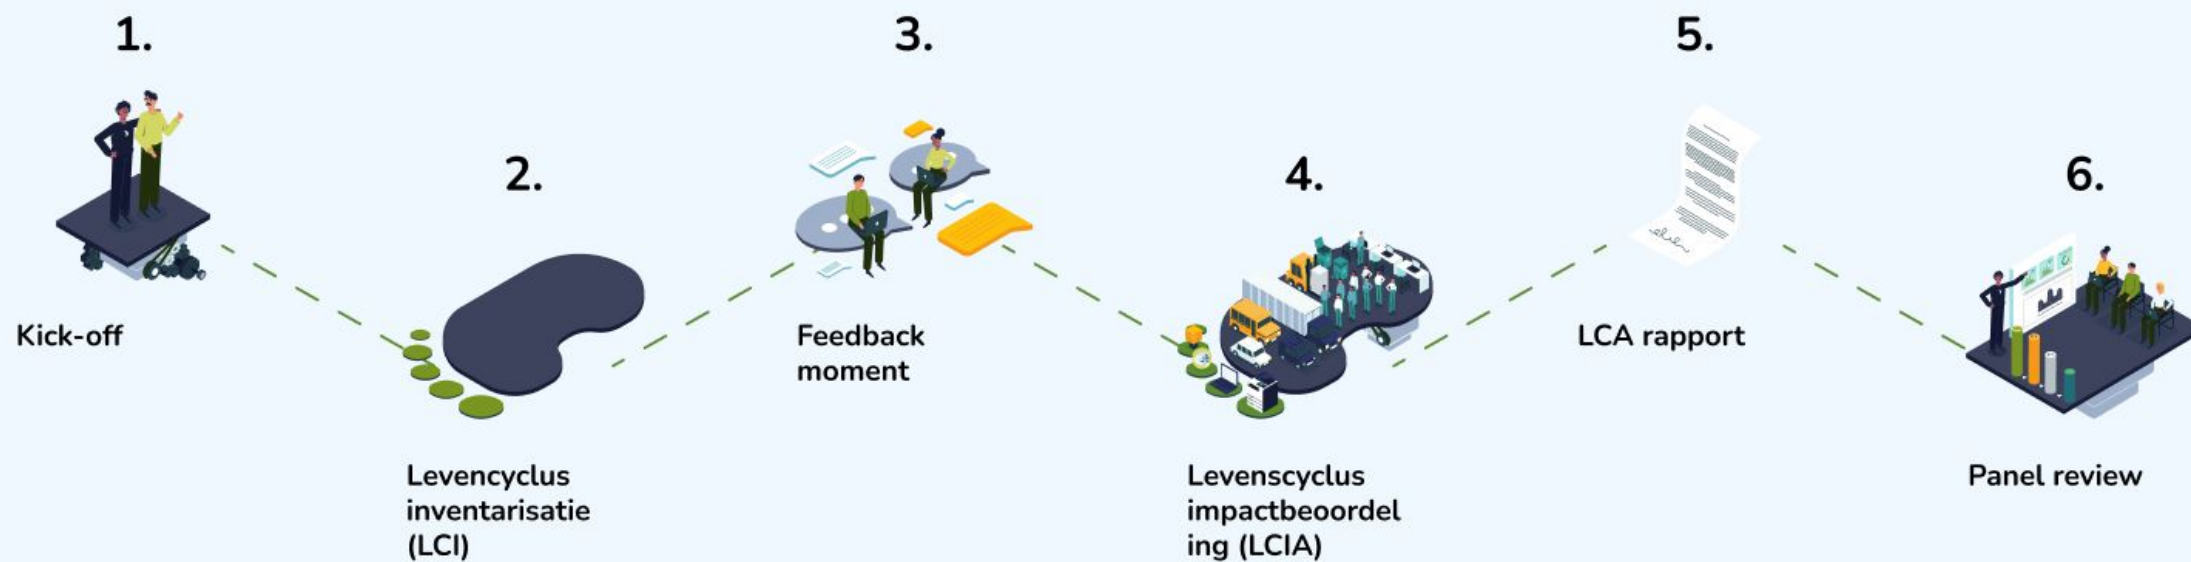 1.
Kick-off
2.
Levencyclus
inventarisatie
(LCI)
3.
Feedback
moment
4.
Levenscyclus
impactbeoordel
ing (LCIA)
5.
LCA rapport
6.
Panel review